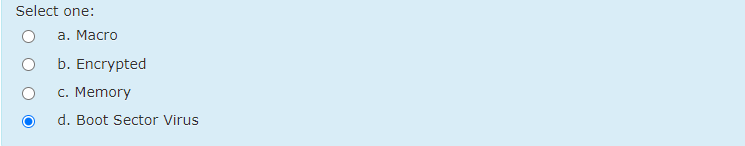 Select one:
a. Macro
b. Encrypted
c. Memory
d. Boot Sector Virus